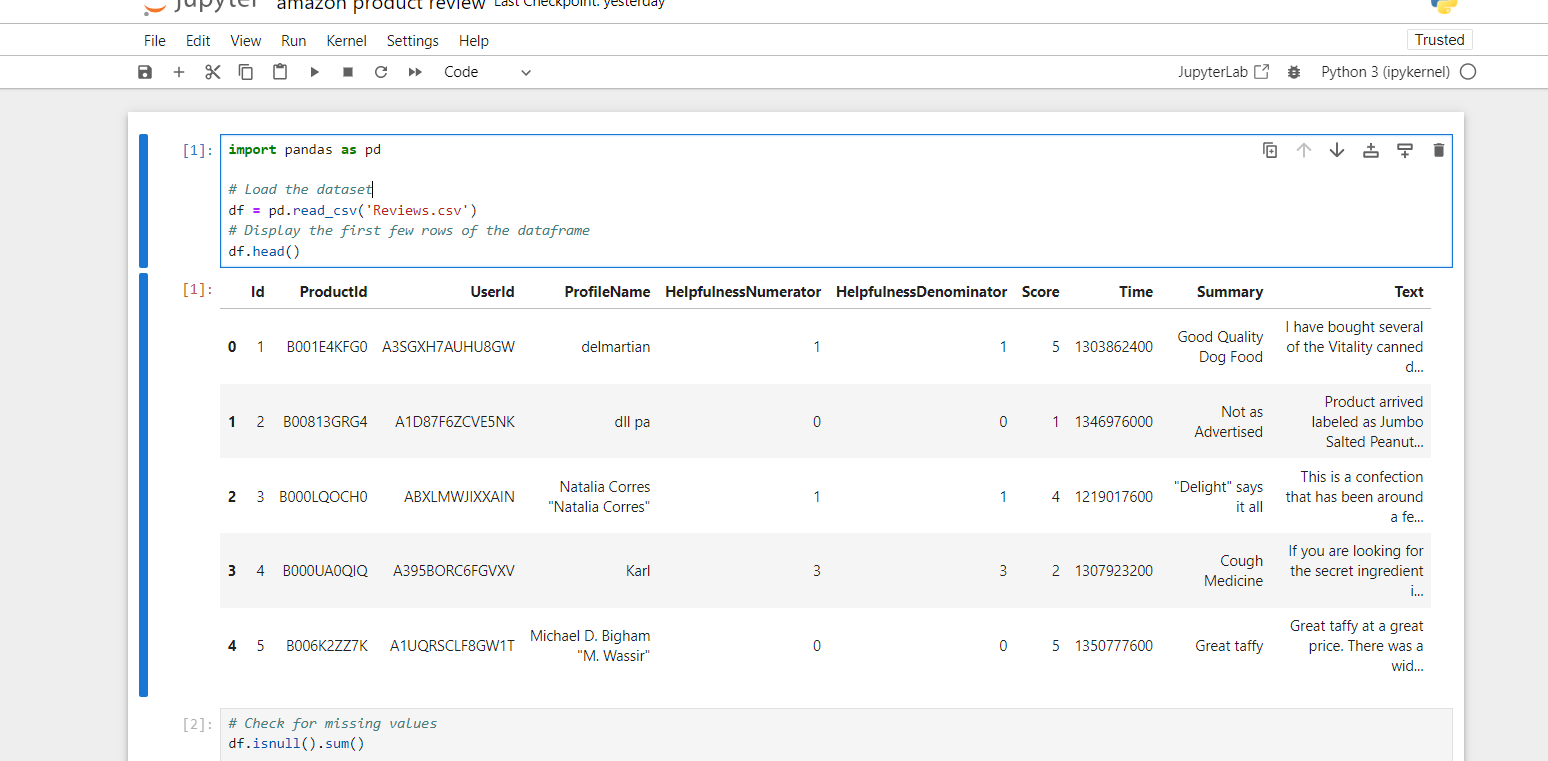 jupyter amazon product review Last Checkpoint: yesterday
File Edit View Run Kernel Settings Help
Trusted
Code
JupyterLab
Python 3 (ipykernel)
[1]:
import pandas as pd
# Load the dataset
df = pd.read_csv('Reviews.csv')
# Display the first few rows of the dataframe
df.head()
[1]:
Id ProductId UserId ProfileName HelpfulnessNumerator HelpfulnessDenominator Score Time Summary Text
0 1 B001E4KFG0 A3SGXH7AUHU8GW delmartian 1 1 5 1303862400 Good Quality Dog Food I have bought several of the Vitality canned d...
1 2 B00813GRG4 A1D87F6ZCVE5NK dll pa 0 0 1 1346976000 Not as Advertised Product arrived labeled as Jumbo Salted Peanut...
2 3 B000LQOCH0 ABXLMWJIXXAIN Natalia Corres "Natalia Corres" 1 1 4 1219017600 "Delight" says it all This is a confection that has been around a fe...
3 4 B000UA0QIQ A395BORC6FGVXV Karl 3 3 2 1307923200 Cough Medicine If you are looking for the secret ingredient i...
4 5 B006K2ZZ7K A1UQRSCLF8GW1T Michael D. Bigham "M. Wassir" 0 0 5 1350777600 Great taffy Great taffy at a great price. There was a wid...
[2]:
# Check for missing values
df.isnull().sum()